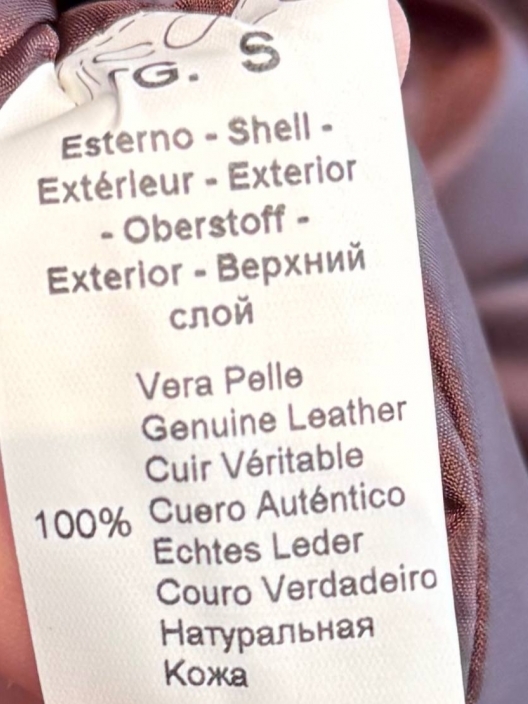 TG. S
Esterno - Shell -
Extérieur - Exterior
- Oberstoff -
Exterior - Верхний
слой
Vera Pelle
Genuine Leather
Cuir Véritable
100% Cuero Auténtico
Echtes Leder
Couro Verdadeiro
Натуральная
Кожа